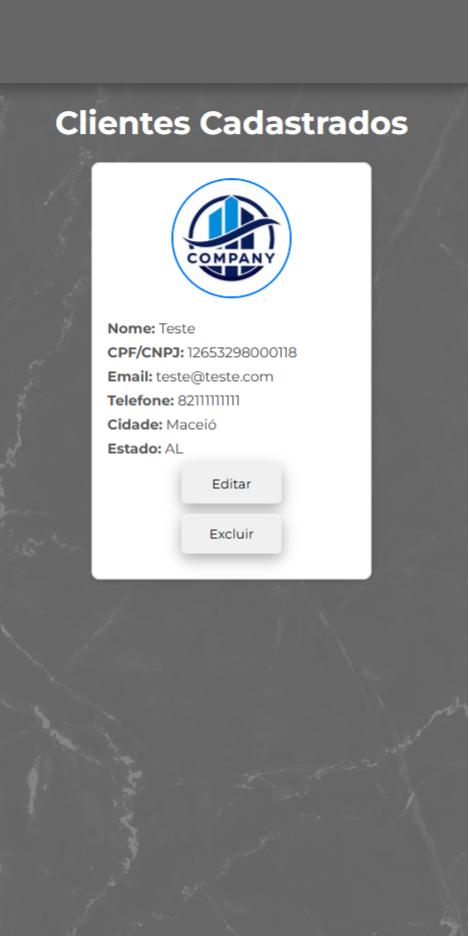 Clientes Cadastrados
COMPANY
Nome: Teste
CPF/CNPJ: 12653298000118
Email: teste@teste.com
Telefone: 82111111111
Cidade: Maceió
Estado: AL
Editar
Excluir